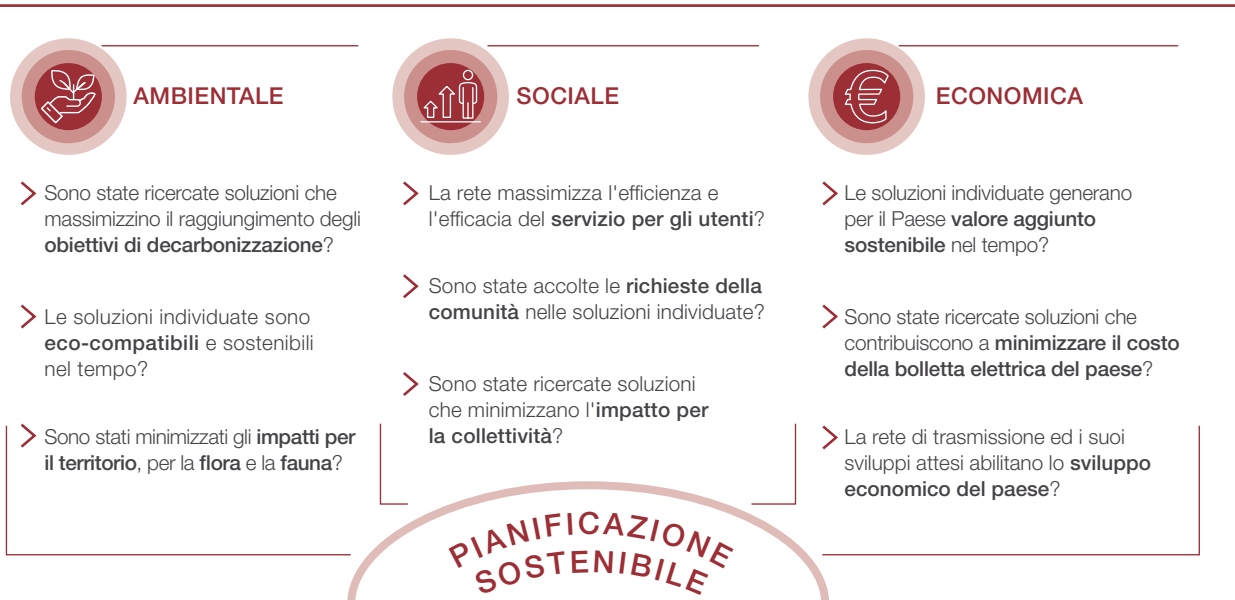 AMBIENTALE
Sono state ricercate soluzioni che
massimizzino il raggiungimento degli
obiettivi di decarbonizzazione?
Le soluzioni individuate sono
eco-compatibili e sostenibili
nel tempo?
Sono stati minimizzati gli impatti per
il territorio, per la flora e la fauna?
SOCIALE
La rete massimizza l'efficienza e
l'efficacia del servizio per gli utenti?
Sono state accolte le richieste della
comunità nelle soluzioni individuate?
Sono state ricercate soluzioni
che minimizzano l'impatto per
la collettività?
ECONOMICA
Le soluzioni individuate generano
per il Paese valore aggiunto
sostenibile nel tempo?
Sono state ricercate soluzioni che
contribuiscono a minimizzare il costo
della bolletta elettrica del paese?
La rete di trasmissione ed i suoi
sviluppi attesi abilitano lo sviluppo
economico del paese?
PIANIFICAZIONE
SOSTENIBILE